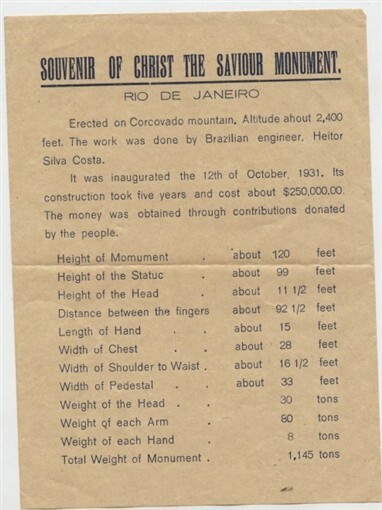 SOUVENIR OF CHRIST THE SAVIOUR MONUMENT.
RIO DE JANEIRO
Erected on Corcovado mountain. Altitude about 2,400
feet. The work was done by Brazilian engineer, Heitor
Silva Costa.
It was inaugurated the 12th of October, 1931. Its
construction took five years and cost about $250,000.00.
The money was obtained through contributions donated
by the people.
Height of Momument . about 120 feet
Height of the Statuc . about 99 feet
Height of the Head . about 11 1/2 feet
Distance between the fingers about 92 1/2 feet
Length of Hand . . about 15 feet
Width of Chest . . about 28 feet
Width of Shoulder to Waist . about 16 1/2 feet
Width of Pedestal . . about 33 feet
Weight of the Head . . 30 tons
Weight of each Arm . 80 tons
Weight of each Hand . 8 tons
Total Weight of Monument . 1,145 tons